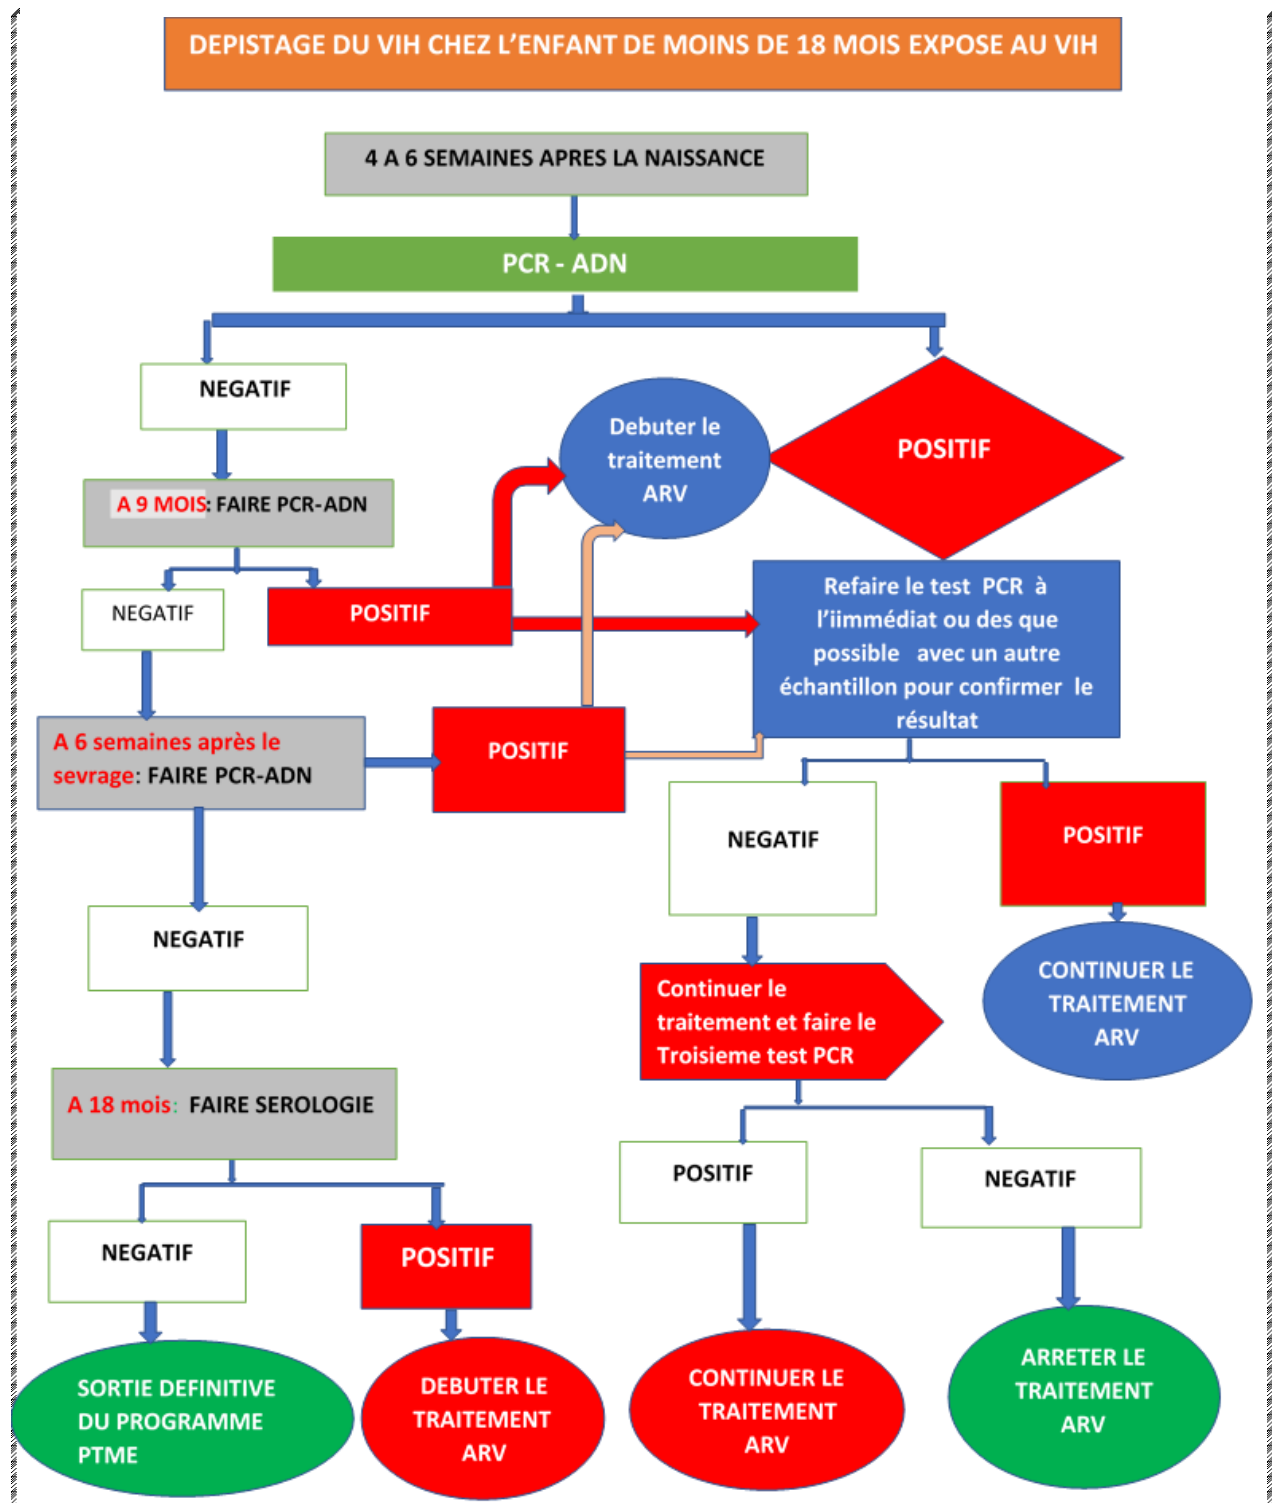 DEPISTAGE DU VIH CHEZ L’ENFANT DE MOINS DE 18 MOIS EXPOSE AU VIH
4 A 6 SEMAINES APRES LA NAISSANCE
PCR - ADN
NEGATIF
Debuter le
traitement
ARV
POSITIF
A 9 MOIS: FAIRE PCR-ADN
NEGATIF
POSITIF
Refaire le test PCR à
l’iimmédiat ou des que
possible avec un autre
échantillon pour confirmer le
résultat
A 6 semaines après le
sevrage: FAIRE PCR-ADN
POSITIF
NEGATIF
POSITIF
NEGATIF
Continuer le
traitement et faire le
Troisieme test PCR
CONTINUER LE
TRAITEMENT
ARV
A 18 mois: FAIRE SEROLOGIE
POSITIF
NEGATIF
NEGATIF
POSITIF
SORTIE DEFINITIVE
DU PROGRAMME
PTME
DEBUTER LE
TRAITEMENT
ARV
CONTINUER LE
TRAITEMENT
ARV
ARRETER LE
TRAITEMENT
ARV